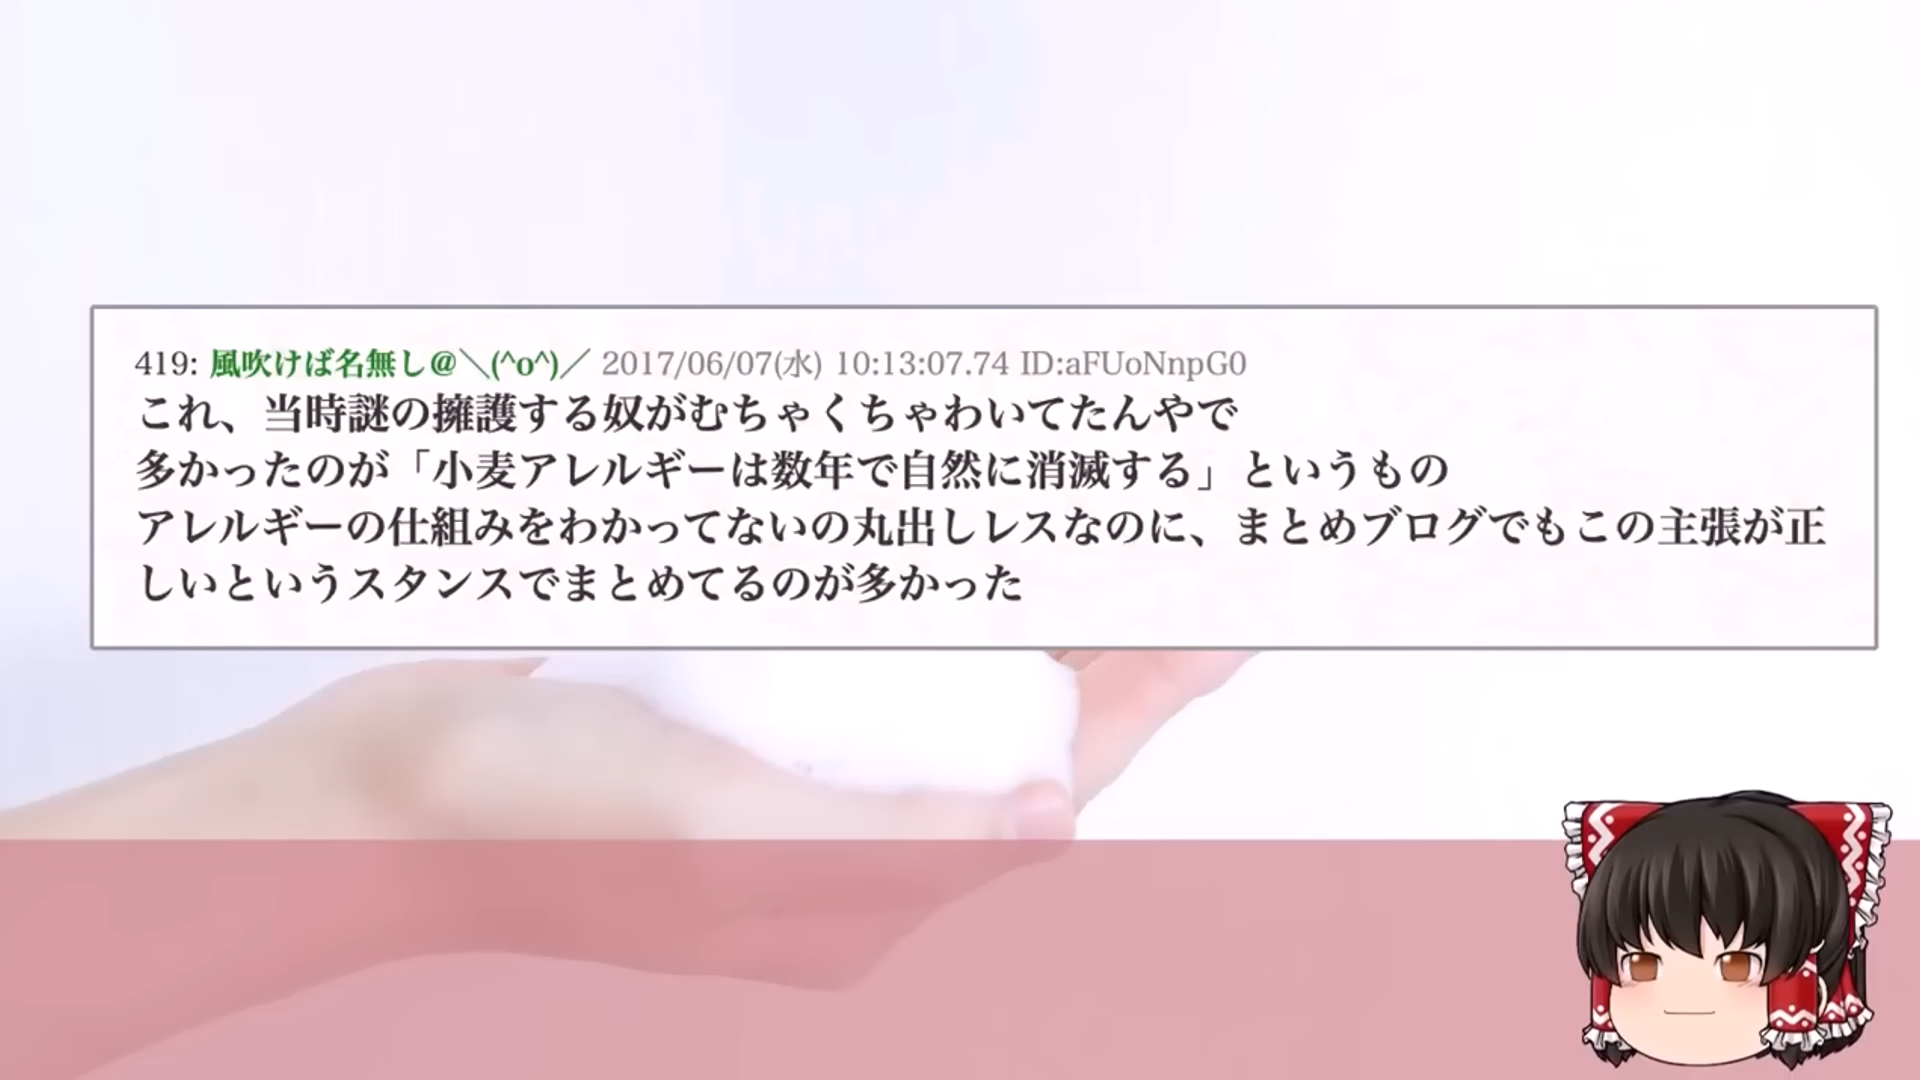 419: 風吹けば名無し@＼(^o^)／ 2017/06/07(水) 10:13:07.74 ID:aFUoNnpG0
これ、当時謎の擁護する奴がむちゃくちゃわいてたんやで
多かったのが「小麦アレルギーは数年で自然に消滅する」というもの
アレルギーの仕組みをわかってないの丸出しレスなのに、まとめブログでもこの主張が正
しいというスタンスでまとめてるのが多かった